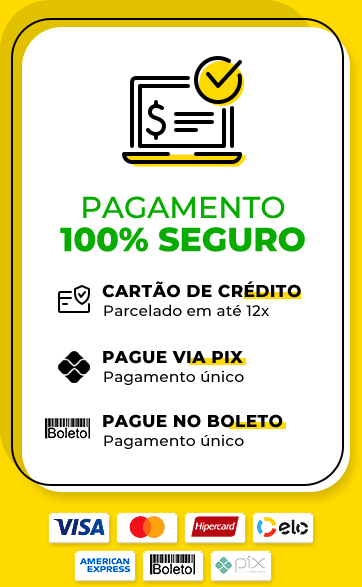 $
PAGAMENTO
100% SEGURO
CARTÃO DE CRÉDITO
Parcelado em até 12x
PAGUE VIA PIX
Pagamento único
Boleto
PAGUE NO BOLETO
Pagamento único
VISA
Hipercard
elo
AMERICAN
EXPRESS
Boleto
pix